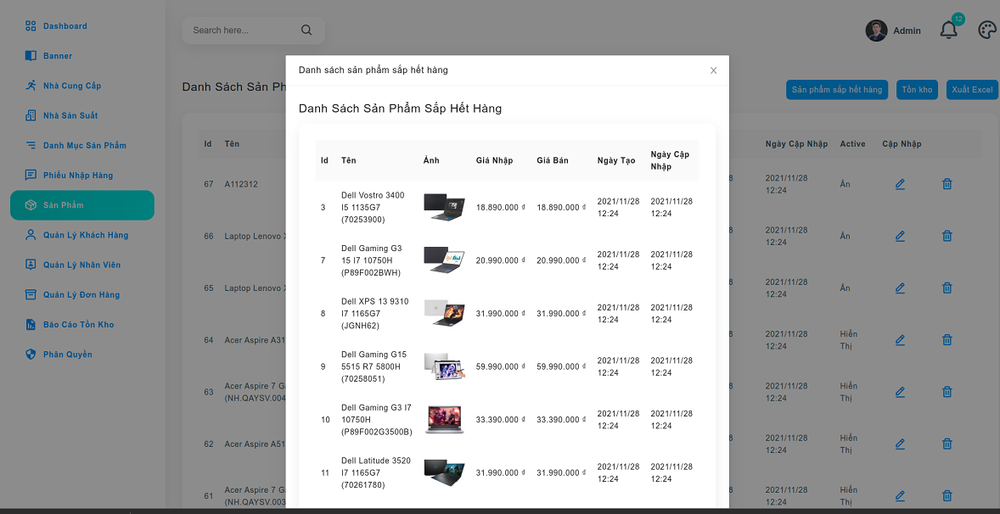 Dashboard
Banner
Nhà Cung Cấp
Nhà Sản Suất
Danh Mục Sản Phẩm
Phiếu Nhập Hàng
Sản Phẩm
Quản Lý Khách Hàng
Quản Lý Nhân Viên
Quản Lý Đơn Hàng
Báo Cáo Tồn Kho
Phân Quyền
Search here...
Admin
12
Danh Sách Sản Ph
Sản phẩm sắp hết hàng
Tồn kho
Xuất Excel
Id Tên Ngày Cập Nhập Active Cập Nhập
67 A112312 8 2021/11/28 Ẩn
12:24
66 Laptop Lenovo 8 2021/11/28 Ẩn
12:24
65 Laptop Lenovo 8 2021/11/28 Ẩn
12:24
64 Acer Aspire A31 8 2021/11/28 Hiển
12:24 Thị
63 Acer Aspire 7 G 8 2021/11/28 Hiển
(NH.QAYSV.004 12:24 Thị
62 Acer Aspire A51 8 2021/11/28 Hiển
12:24 Thị
61 Acer Aspire 7 G 8 2021/11/28 Hiển
(NH.QAYSV.003 12:24 Thị
Danh sách sản phẩm sắp hết hàng
Danh Sách Sản Phẩm Sắp Hết Hàng
Id Tên Ảnh Giá Nhập Giá Bán Ngày Tạo Ngày Cập
Nhập
Dell Vostro 3400
3 I5 1135G7 18.890.000 ₫ 18.890.000 ₫ 2021/11/28 2021/11/28
(70253900) 12:24 12:24
Dell Gaming G3
7 15 I7 10750H 20.990.000 ₫ 20.990.000 ₫ 2021/11/28 2021/11/28
(P89F002BWH) 12:24 12:24
Dell XPS 13 9310
8 I7 1165G7 31.990.000 ₫ 31.990.000 ₫ 2021/11/28 2021/11/28
(JGNH62) 12:24 12:24
Dell Gaming G15
9 5515 R7 5800H 59.990.000 ₫ 59.990.000 ₫ 2021/11/28 2021/11/28
(70258051) 12:24 12:24
Dell Gaming G3 I7
10 10750H 33.390.000 ₫ 33.390.000 ₫ 2021/11/28 2021/11/28
(P89F002G3500B) 12:24 12:24
Dell Latitude 3520
11 I7 1165G7 31.990.000 ₫ 31.990.000 ₫ 2021/11/28 2021/11/28
(70261780) 12:24 12:24